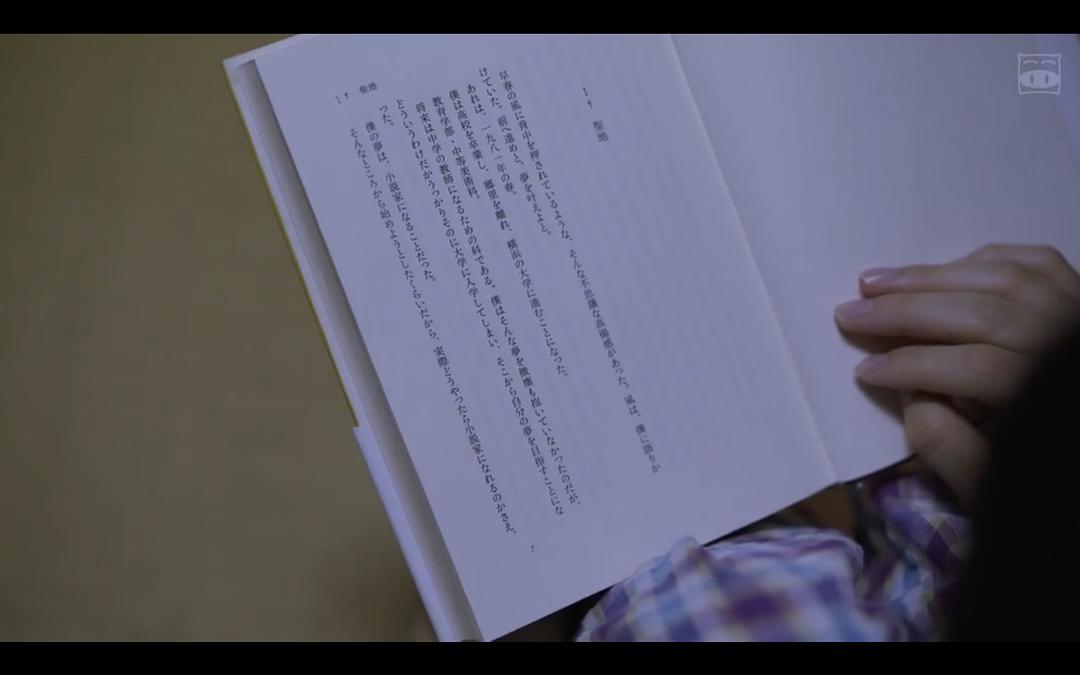 1 聖地
早春の風に背中を押されているような、そんな不思議な高揚感があった。風は、僕に語りか
けていた。前へ進めと。夢を叶えよと。
あれは、一九八一年の春。
僕は高校を卒業し、郷里を離れ、横浜の大学に進むことになった。
教育学部・中等美術科。
将来は中学の教師になるための科である。僕はそんな夢を微塵も抱いていなかったのだが、
どういうわけだかうっかりそのに大学に入学してしまい、そこから自分の夢を目指すことにな
った。
僕の夢は、小説家になることだった。
そんなところから始めようとしたくらいだから、実際どうやったら小説家になれるのかさえ、
1 聖地
7